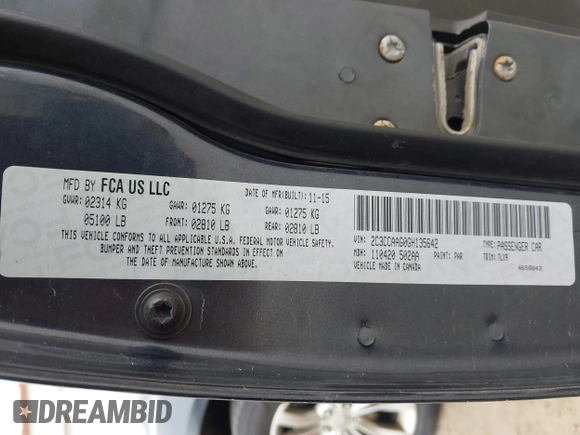 MFD BY FCA US LLC
DATE OF MFR(BUILT): 11-15
GVWR: 02314 KG GAWR: 01275 KG GAWR: 01275 KG
05100 LB FRONT: 02810 LB REAR: 02810 LB
THIS VEHICLE CONFORMS TO ALL APPLICABLE U.S.A. FEDERAL MOTOR VEHICLE SAFETY,
BUMPER AND THEFT PREVENTION STANDARDS IN EFFECT ON
THE DATE OF MANUFACTURE SHOWN ABOVE.
VIN: 2C3CCAAG0GH135642 TYPE: PASSENGER CAR
MDH: 110420 502AA PAINT: PAR TRIM: TLX9
VEHICLE MADE IN CANADA
DREAMBID